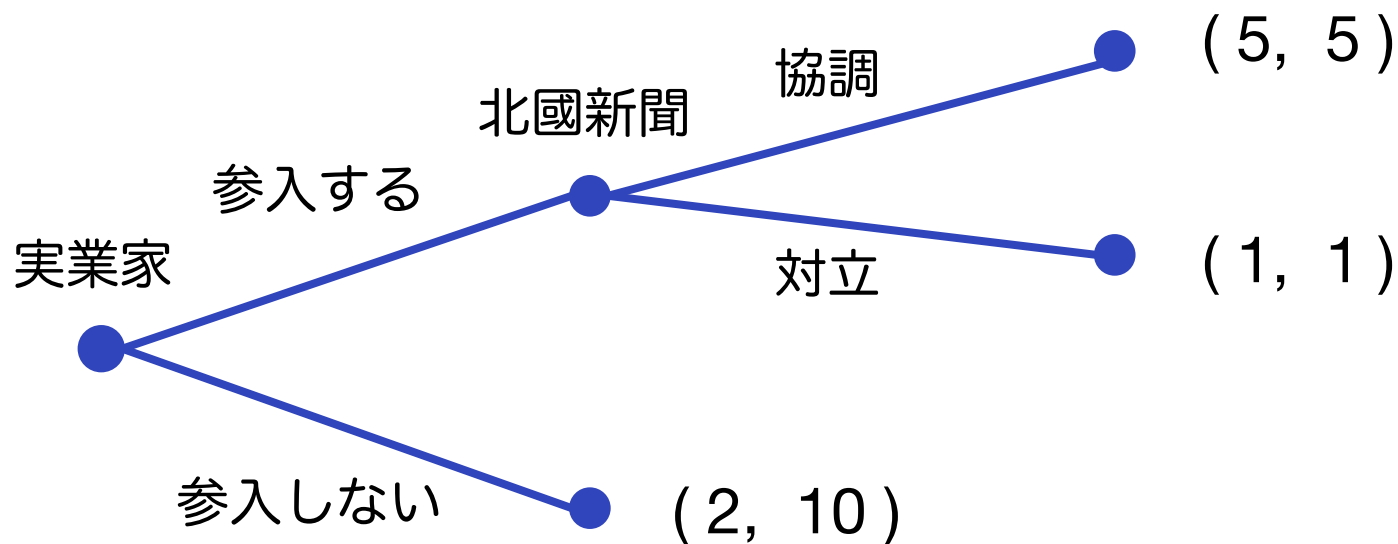 実業家
参入する
参入しない
北國新聞
協調
対立
( 5, 5 )
( 1, 1 )
( 2, 10 )